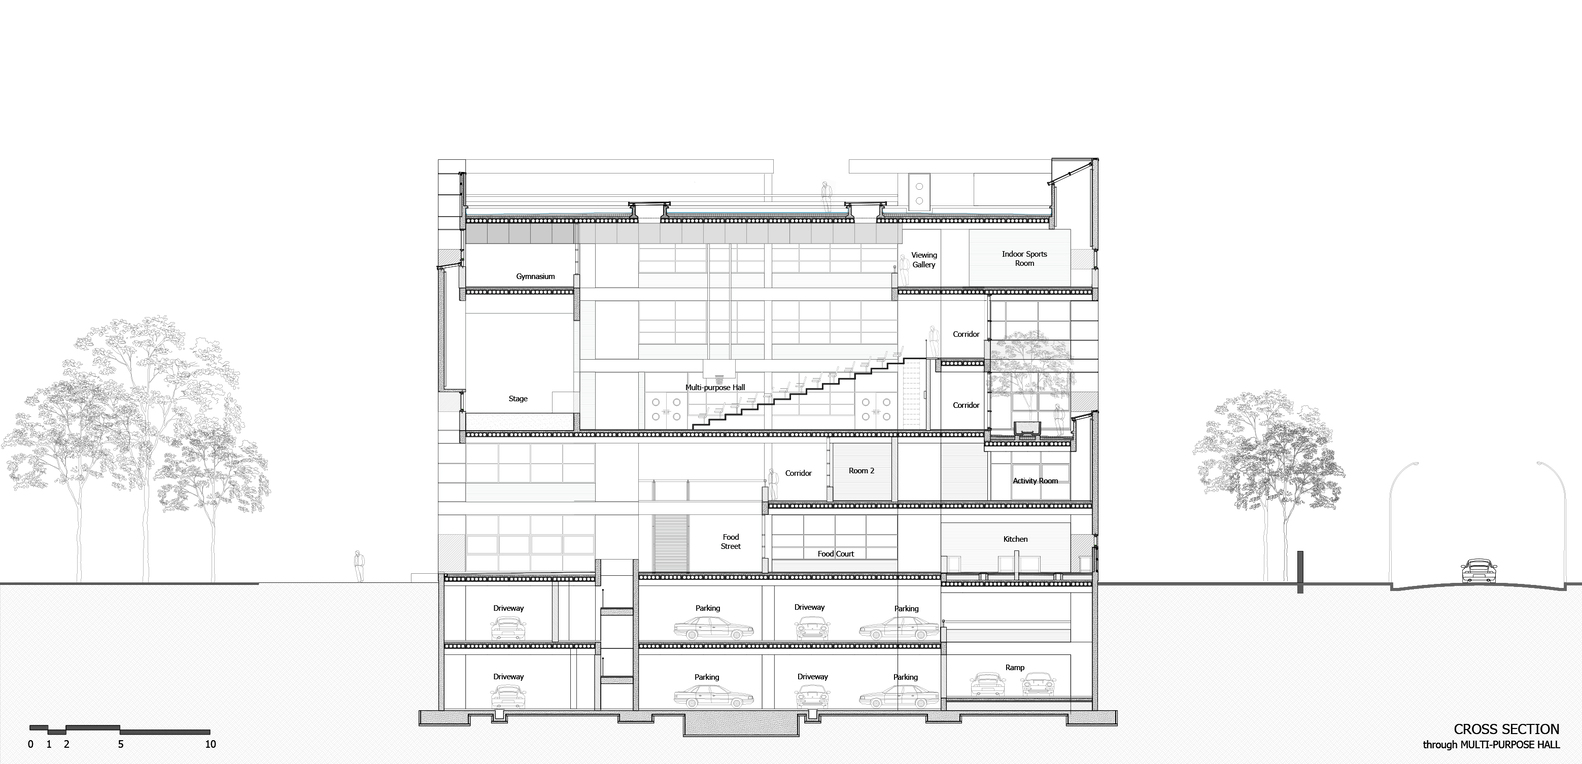 Viewing
Gallery
Indoor Sports
Room
Gymnasium
Corridor
Multi-purpose Hall
Stage
Corridor
Corridor
Room 2
Activity Room
Food
Street
Food Court
Kitchen
Driveway
Parking
Driveway
Parking
Driveway
Parking
Driveway
Parking
Ramp
0 1 2 5 10
CROSS SECTION
through MULTI-PURPOSE HALL